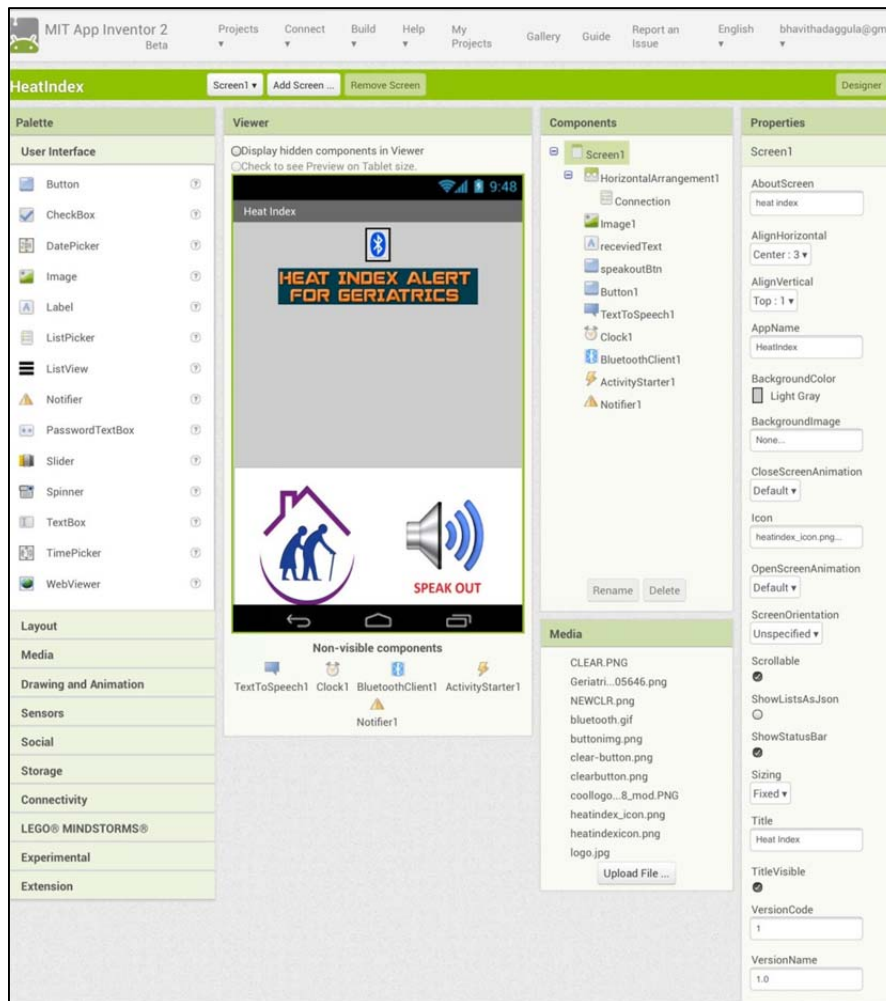 MIT App Inventor 2
Beta
Projects
Connect
Build
Help
My
Projects
Gallery
Guide
Report an
Issue
English
bhavithadaggula@gm
HeatIndex
Screen1
Add Screen ...
Remove Screen
Designer
Palette
User Interface
Button
CheckBox
DatePicker
Image
Label
ListPicker
ListView
Notifier
PasswordTextBox
Slider
Spinner
TextBox
TimePicker
WebViewer
Layout
Media
Drawing and Animation
Sensors
Social
Storage
Connectivity
LEGO® MINDSTORMS®
Experimental
Extension
Viewer
Display hidden components in Viewer
Check to see Preview on Tablet size.
9:48
Heat Index
HEAT INDEX ALERT
FOR GERIATRICS
SPEAK OUT
Non-visible components
TextToSpeech1 Clock1 BluetoothClient1 ActivityStarter1
Notifier1
Components
Screen1
HorizontalArrangement1
Connection
Image1
receviedText
speakoutBtn
Button1
TextToSpeech1
Clock1
BluetoothClient1
ActivityStarter1
Notifier1
Rename Delete
Media
CLEAR.PNG
Geriatri...05646.png
NEWCLR.png
bluetooth.gif
buttonimg.png
clear-button.png
clearbutton.png
coollogo...8_mod.PNG
heatindex_icon.png
heatindexicon.png
logo.jpg
Upload File ...
Properties
Screen1
AboutScreen
heat index
AlignHorizontal
Center : 3
AlignVertical
Top : 1
AppName
HeatIndex
BackgroundColor
Light Gray
BackgroundImage
None...
CloseScreenAnimation
Default
Icon
heatindex_icon.png...
OpenScreenAnimation
Default
ScreenOrientation
Unspecified
Scrollable
ShowListsAsJson
ShowStatusBar
Sizing
Fixed
Title
Heat Index
TitleVisible
VersionCode
1
VersionName
1.0